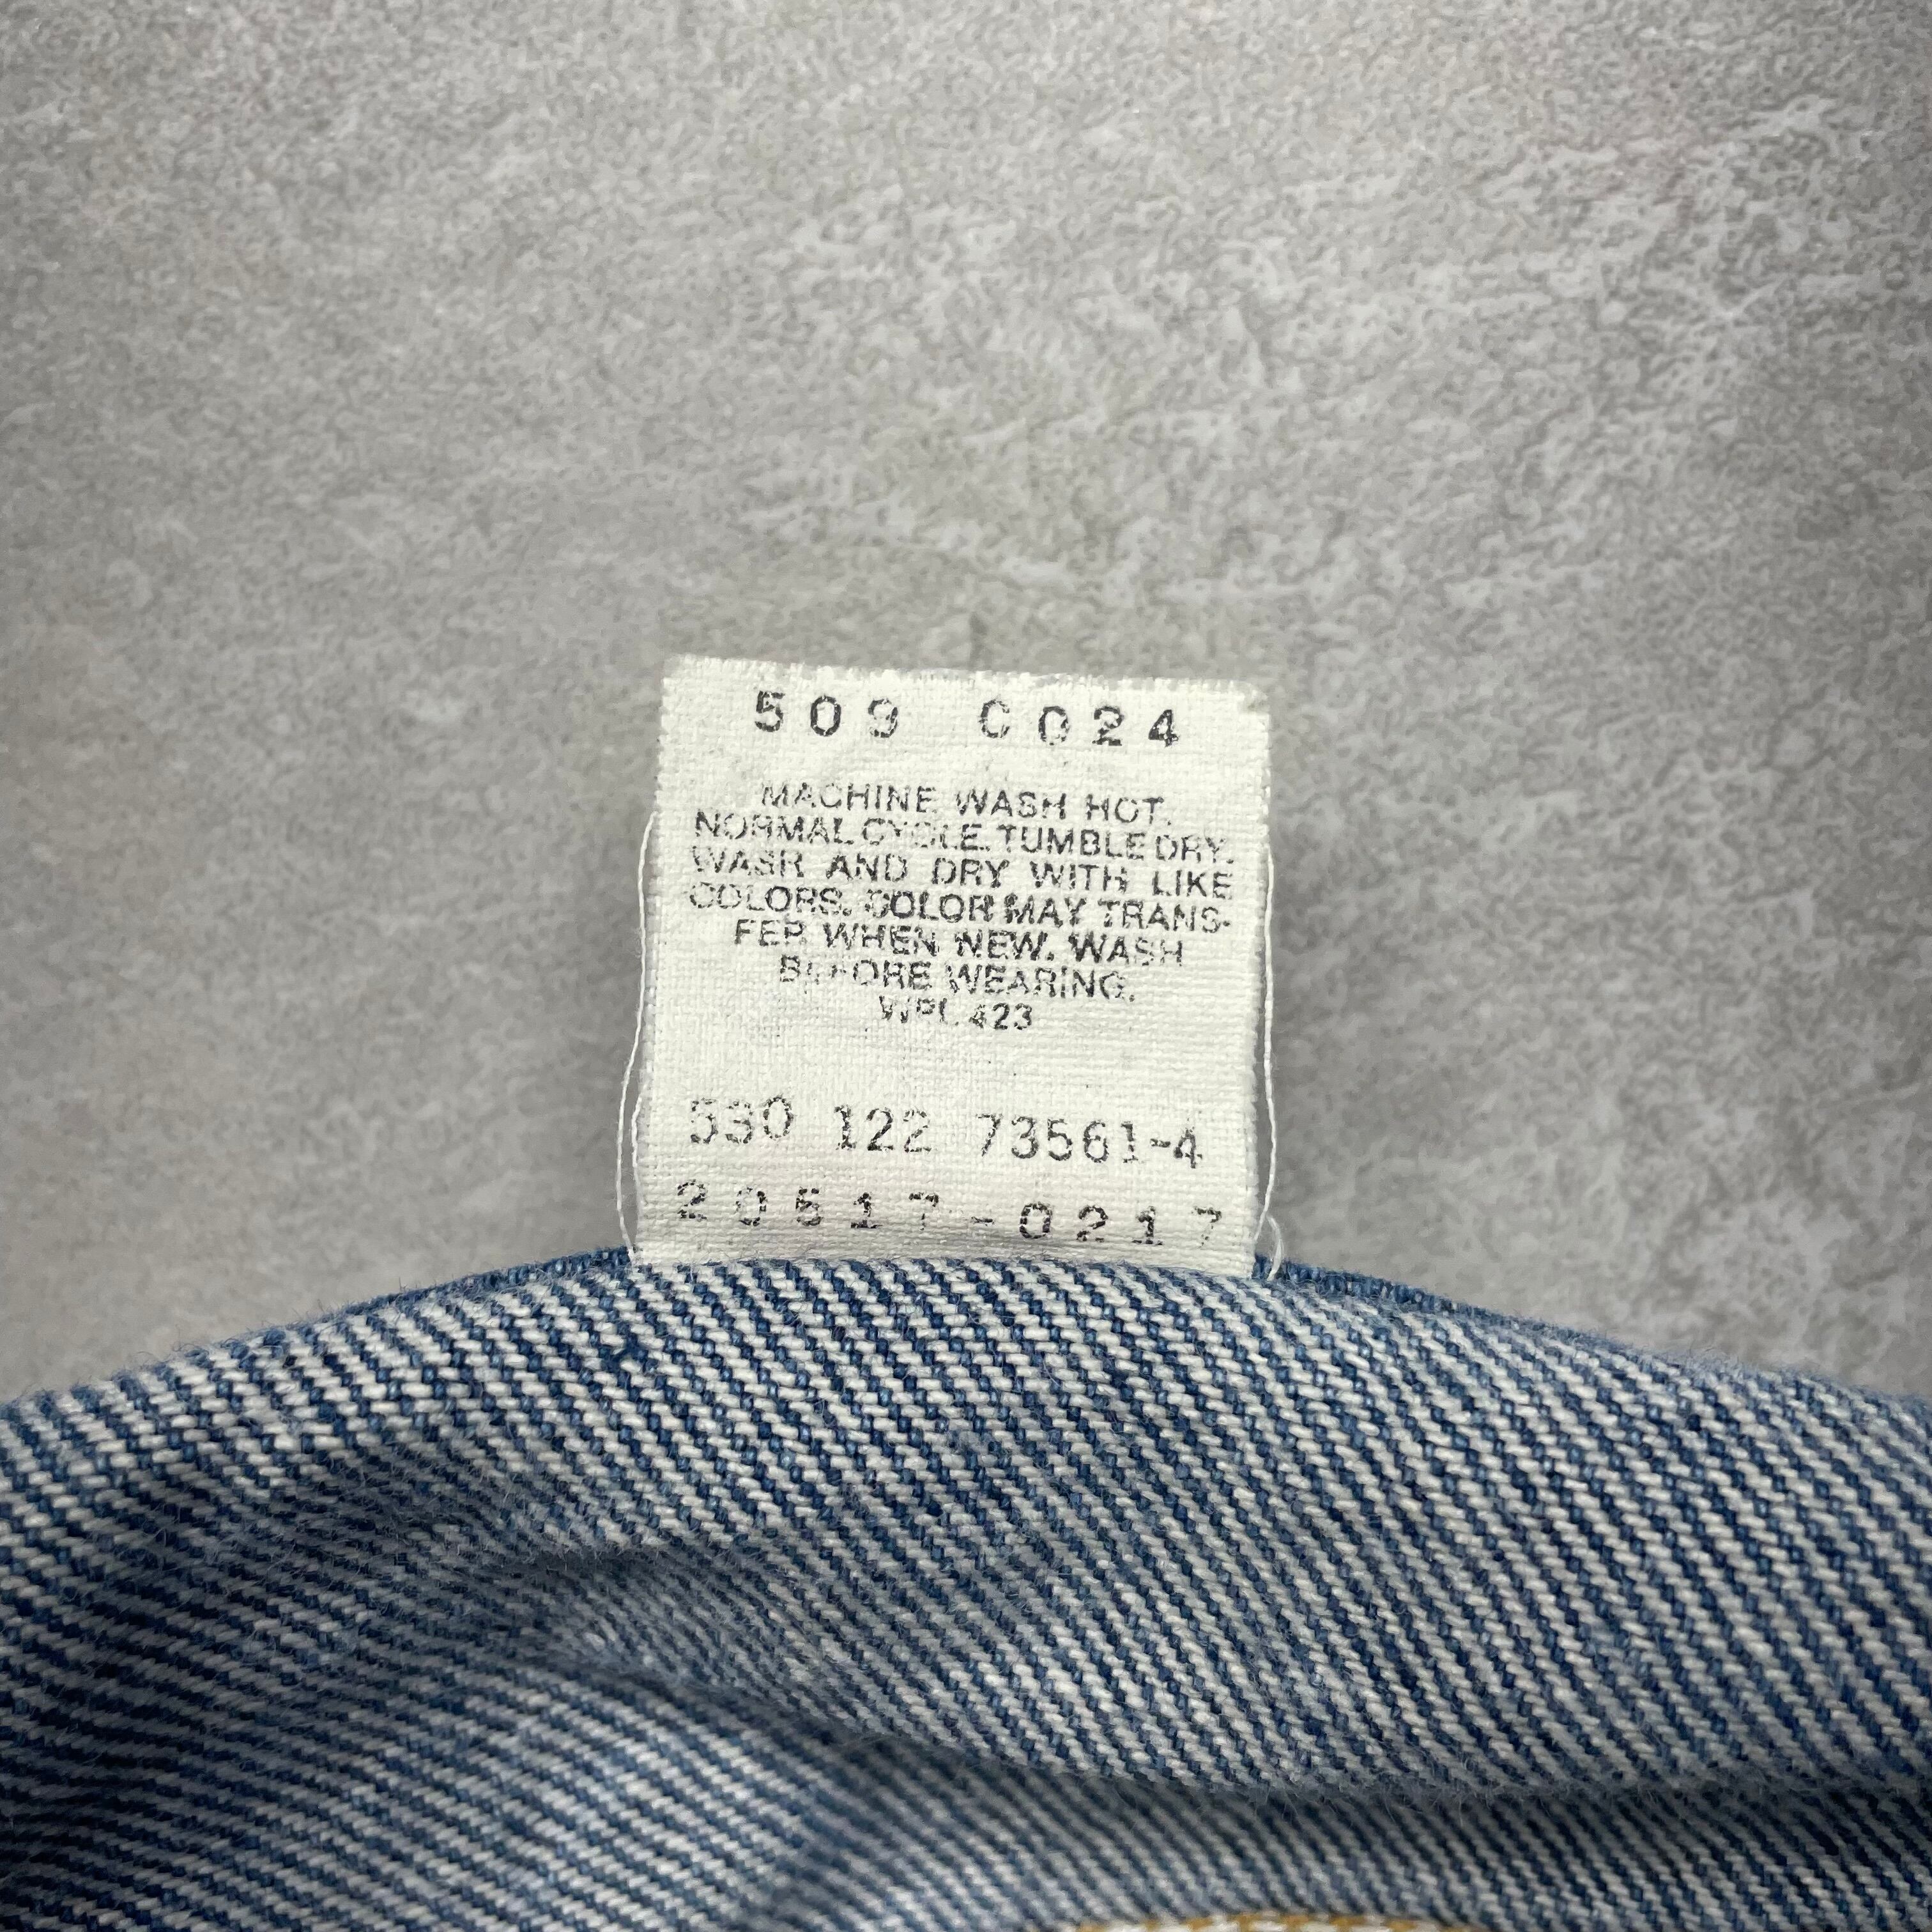 509 C024
MACHINE WASH HOT.
NORMAL CYCLE. TUMBLE DRY.
WASH AND DRY WITH LIKE
COLORS. COLOR MAY TRANS-
FER WHEN NEW. WASH
BEFORE WEARING.
WPL 423
530 122 73561-4
20517-0217